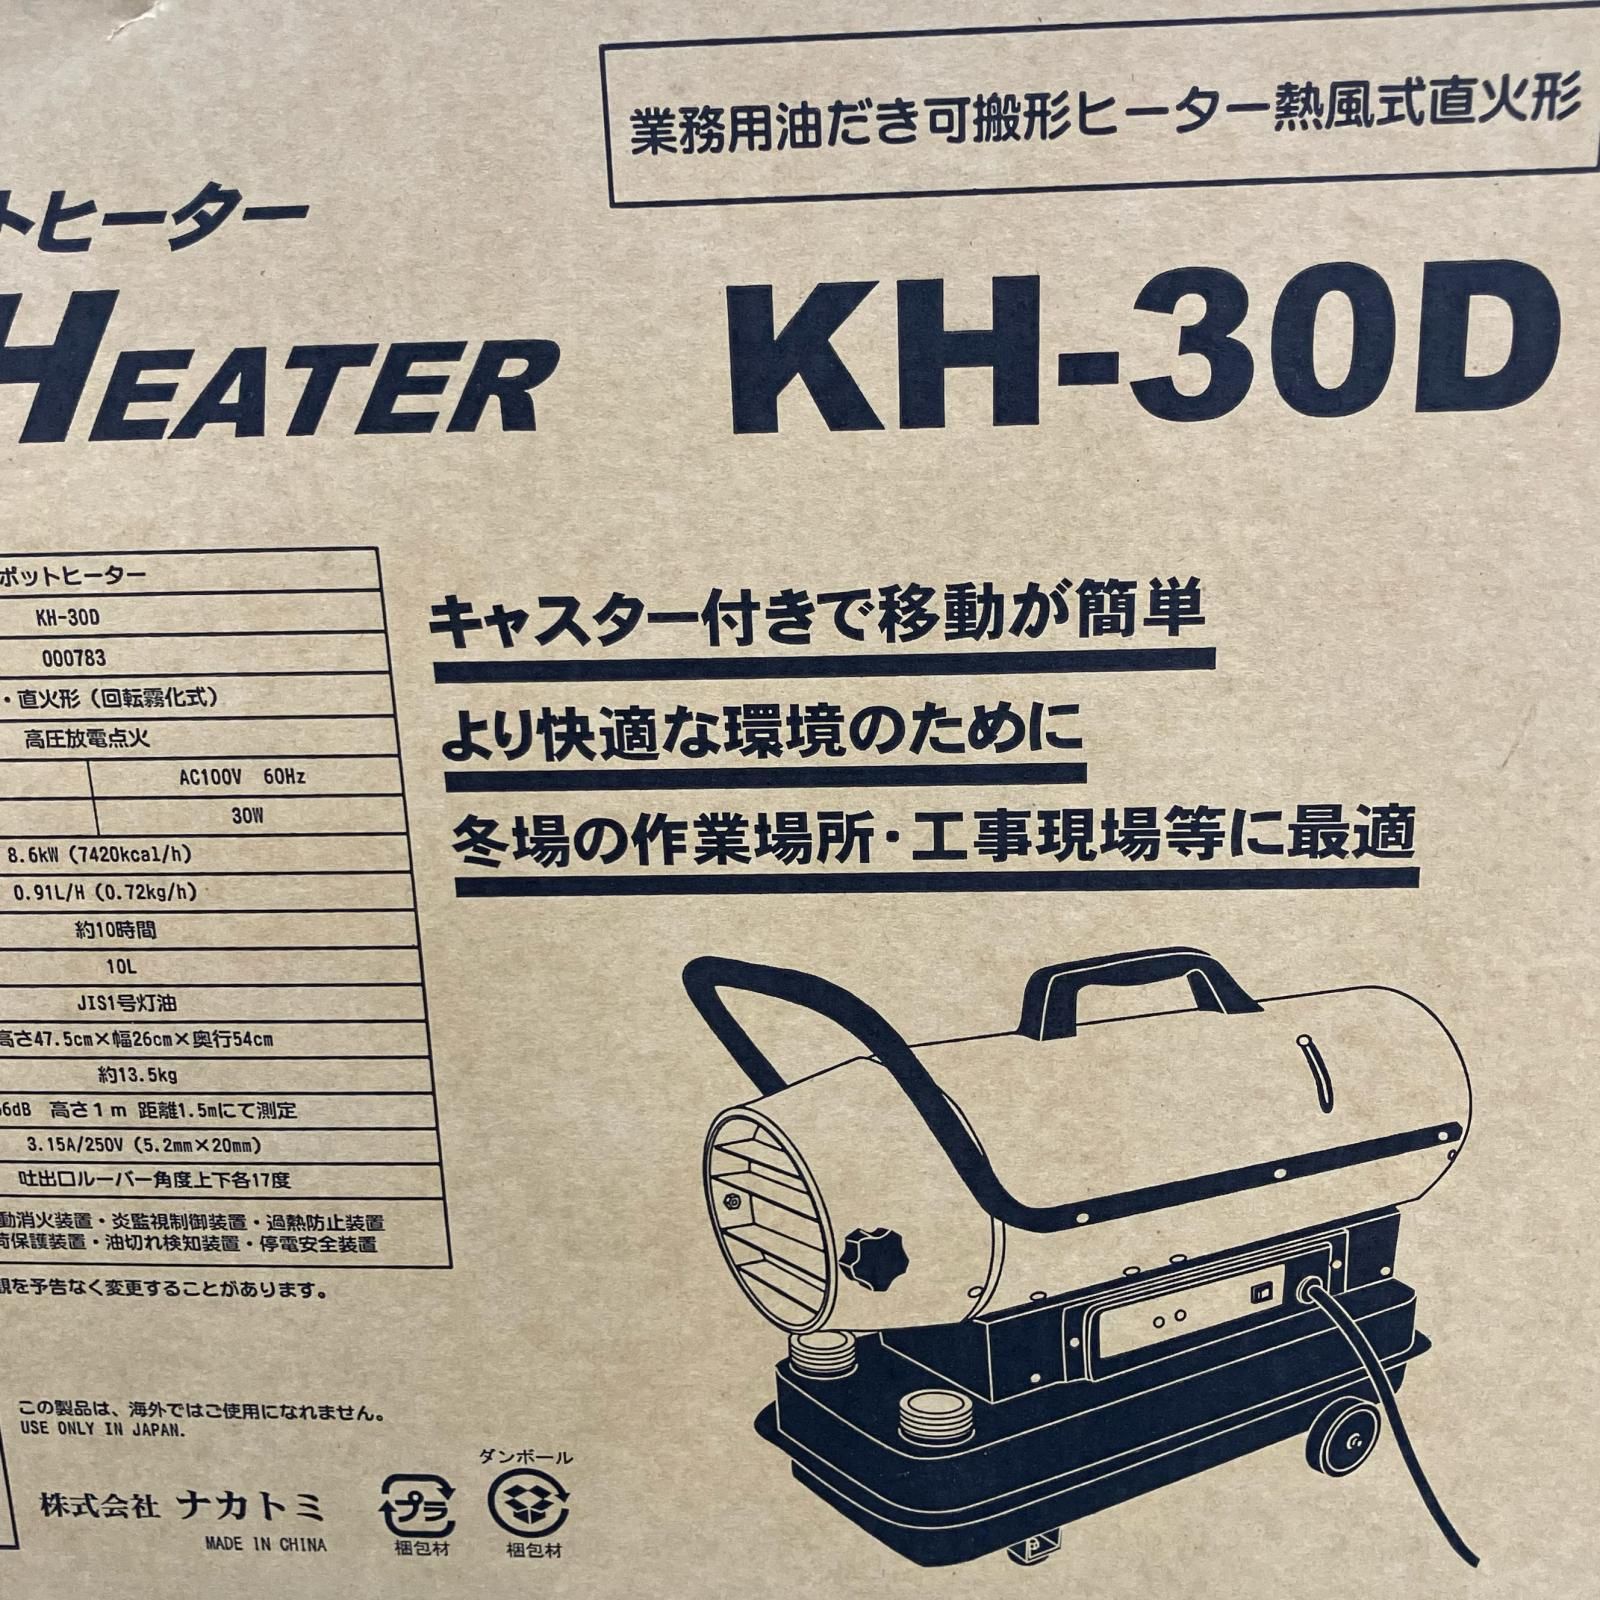 業務用油だき可搬形ヒーター熱風式直火形
トヒーター
HEATER
KH-30D
ポットヒーター
KH-30D
000783
・直火形（回転霧化式）
高圧放電点火
AC100V 60Hz
30W
8.6kW（7420kcal/h）
0.91L/H（0.72kg/h）
約10時間
10L
JIS1号灯油
高さ47.5cm×幅26cm×奥行54cm
約13.5kg
6dB 高さ1m 距離1.5mにて測定
3.15A/250V（5.2mm×20mm）
吐出口ルーバー角度上下各17度
動消火装置・炎監視制御装置・過熱防止装置
荷保護装置・油切れ検知装置・停電安全装置
観を予告なく変更することがあります。
キャスター付きで移動が簡単
より快適な環境のために
冬場の作業場所・工事現場等に最適
この製品は、海外ではご使用になれません。
USE ONLY IN JAPAN.
株式会社 ナカトミ
MADE IN CHINA
プラ
梱包材
ダンボール
梱包材